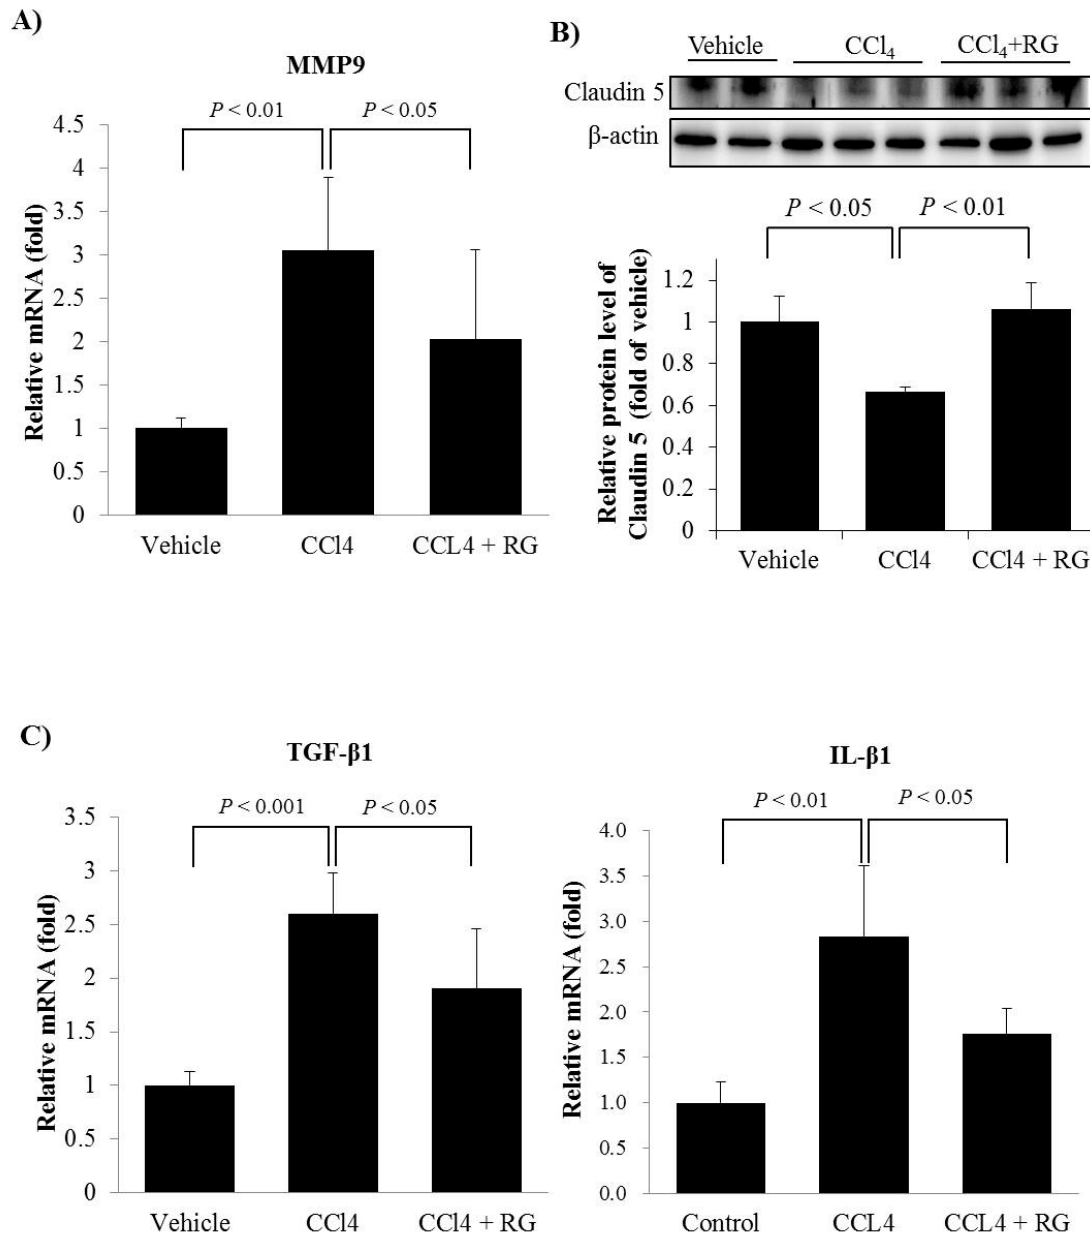 A)
MMP9
P < 0.01
P < 0.05
4.5
4
3.5
3
2.5
2
1.5
1
0.5
0
Relative mRNA (fold)
Vehicle
CCl4
CCL4 + RG
B)
Vehicle
CCl₄
CCl₄+RG
Claudin 5
β-actin
P < 0.05
P < 0.01
1.2
1
0.8
0.6
0.4
0.2
0
Relative protein level of
Claudin 5 (fold of vehicle)
Vehicle
CCl4
CCl4 + RG
C)
TGF-β1
P < 0.001
P < 0.05
3.5
3
2.5
2
1.5
1
0.5
0
Relative mRNA (fold)
Vehicle
CCl4
CCl4 + RG
IL-β1
P < 0.01
P < 0.05
4.0
3.5
3.0
2.5
2.0
1.5
1.0
0.5
0.0
Relative mRNA (fold)
Control
CCL4
CCL4 + RG